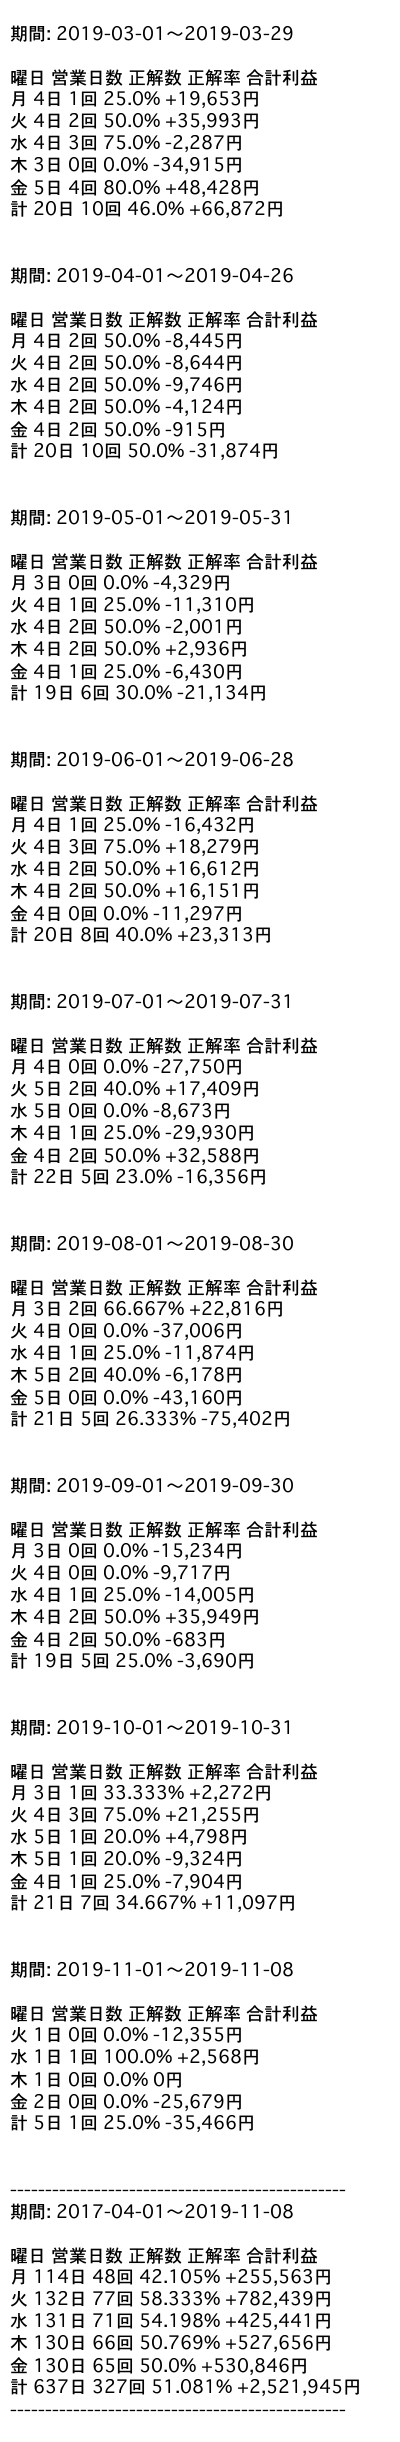 期間: 2019-03-01〜2019-03-29
曜日 営業日数 正解数 正解率 合計利益
月 4日 1回 25.0% +19,653円
火 4日 2回 50.0% +35,993円
水 4日 3回 75.0% -2,287円
木 3日 0回 0.0% -34,915円
金 5日 4回 80.0% +48,428円
計 20日 10回 46.0% +66,872円
期間: 2019-04-01〜2019-04-26
曜日 営業日数 正解数 正解率 合計利益
月 4日 2回 50.0% -8,445円
火 4日 2回 50.0% -8,644円
水 4日 2回 50.0% -9,746円
木 4日 2回 50.0% -4,124円
金 4日 2回 50.0% -915円
計 20日 10回 50.0% -31,874円
期間: 2019-05-01〜2019-05-31
曜日 営業日数 正解数 正解率 合計利益
月 3日 0回 0.0% -4,329円
火 4日 1回 25.0% -11,310円
水 4日 2回 50.0% -2,001円
木 4日 2回 50.0% +2,936円
金 4日 1回 25.0% -6,430円
計 19日 6回 30.0% -21,134円
期間: 2019-06-01〜2019-06-28
曜日 営業日数 正解数 正解率 合計利益
月 4日 1回 25.0% -16,432円
火 4日 3回 75.0% +18,279円
水 4日 2回 50.0% +16,612円
木 4日 2回 50.0% +16,151円
金 4日 0回 0.0% -11,297円
計 20日 8回 40.0% +23,313円
期間: 2019-07-01〜2019-07-31
曜日 営業日数 正解数 正解率 合計利益
月 4日 0回 0.0% -27,750円
火 5日 2回 40.0% +17,409円
水 5日 0回 0.0% -8,673円
木 4日 1回 25.0% -29,930円
金 4日 2回 50.0% +32,588円
計 22日 5回 23.0% -16,356円
期間: 2019-08-01〜2019-08-30
曜日 営業日数 正解数 正解率 合計利益
月 3日 2回 66.667% +22,816円
火 4日 0回 0.0% -37,006円
水 4日 1回 25.0% -11,874円
木 5日 2回 40.0% -6,178円
金 5日 0回 0.0% -43,160円
計 21日 5回 26.333% -75,402円
期間: 2019-09-01〜2019-09-30
曜日 営業日数 正解数 正解率 合計利益
月 3日 0回 0.0% -15,234円
火 4日 0回 0.0% -9,717円
水 4日 1回 25.0% -14,005円
木 4日 2回 50.0% +35,949円
金 4日 2回 50.0% -683円
計 19日 5回 25.0% -3,690円
期間: 2019-10-01〜2019-10-31
曜日 営業日数 正解数 正解率 合計利益
月 3日 1回 33.333% +2,272円
火 4日 3回 75.0% +21,255円
水 5日 1回 20.0% +4,798円
木 5日 1回 20.0% -9,324円
金 4日 1回 25.0% -7,904円
計 21日 7回 34.667% +11,097円
期間: 2019-11-01〜2019-11-08
曜日 営業日数 正解数 正解率 合計利益
火 1日 0回 0.0% -12,355円
水 1日 1回 100.0% +2,568円
木 1日 0回 0.0% 0円
金 2日 0回 0.0% -25,679円
計 5日 1回 25.0% -35,466円
------------------------------------------------
期間: 2017-04-01〜2019-11-08
曜日 営業日数 正解数 正解率 合計利益
月 114日 48回 42.105% +255,563円
火 132日 77回 58.333% +782,439円
水 131日 71回 54.198% +425,441円
木 130日 66回 50.769% +527,656円
金 130日 65回 50.0% +530,846円
計 637日 327回 51.081% +2,521,945円
------------------------------------------------